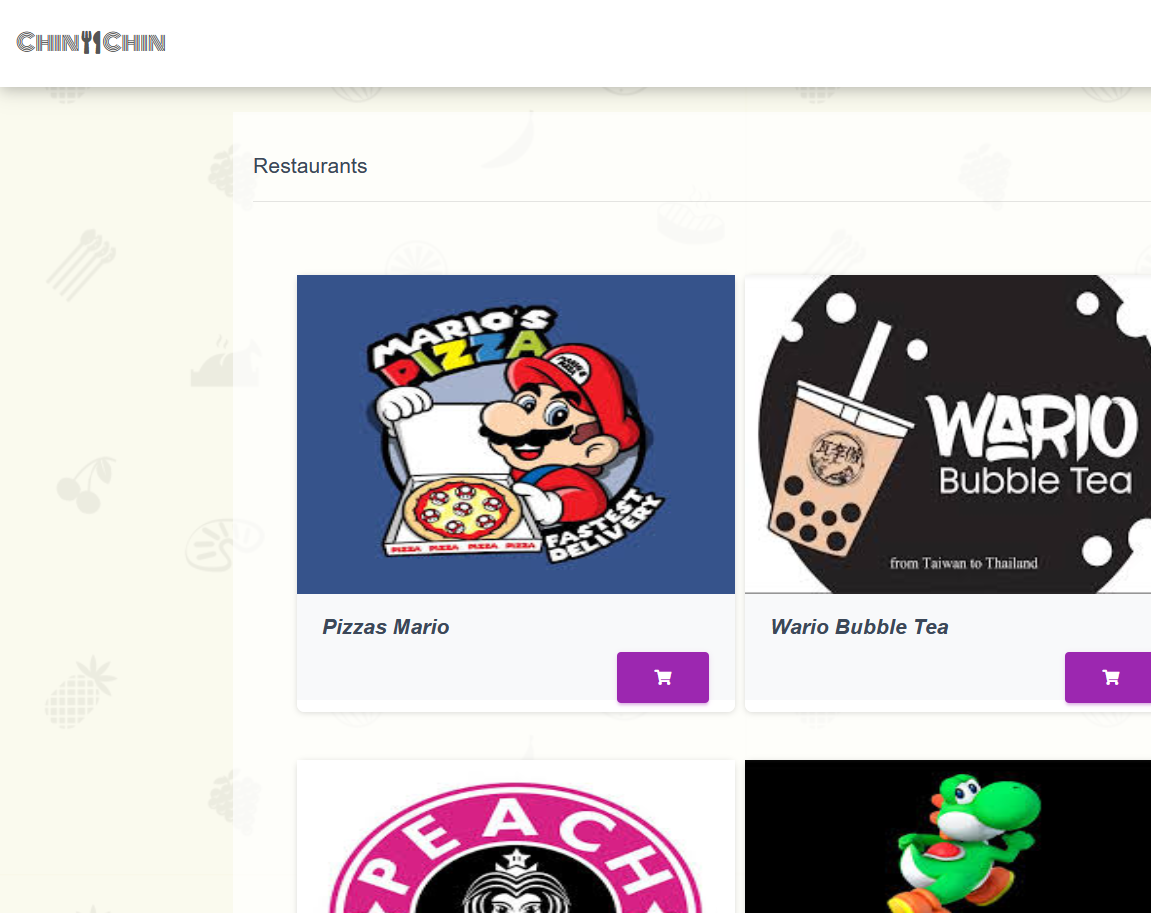 CHIN CHIN
Restaurants
MARIO'S
PIZZA
PIZZA PIZZA PIZZA PIZZA
FASTEST
DELIVERY
WARIO
Bubble Tea
from Taiwan to Thailand
Pizzas Mario
Wario Bubble Tea
PEACH